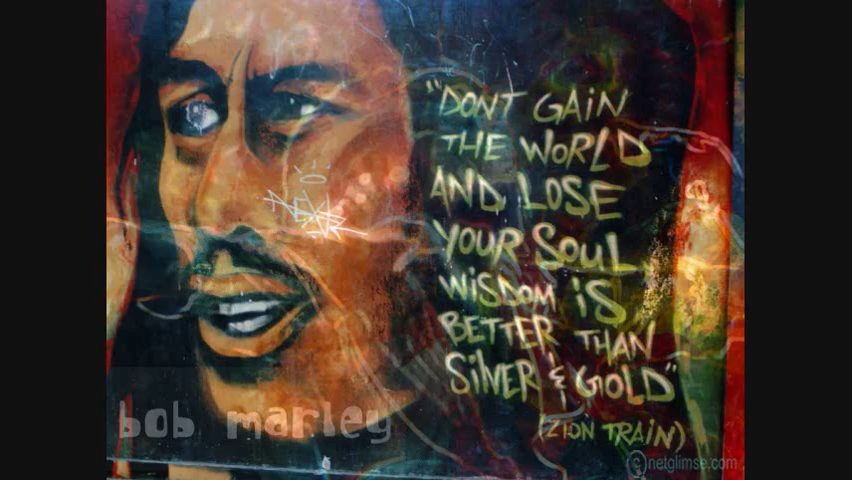 "DONT GAIN
THE WORLD
AND LOSE
YOUR SOUL,
WISDOM iS
BETTER THAN
SiLVER & GOLD"
(ZION TRAIN)
bob marley
©netglimse.com